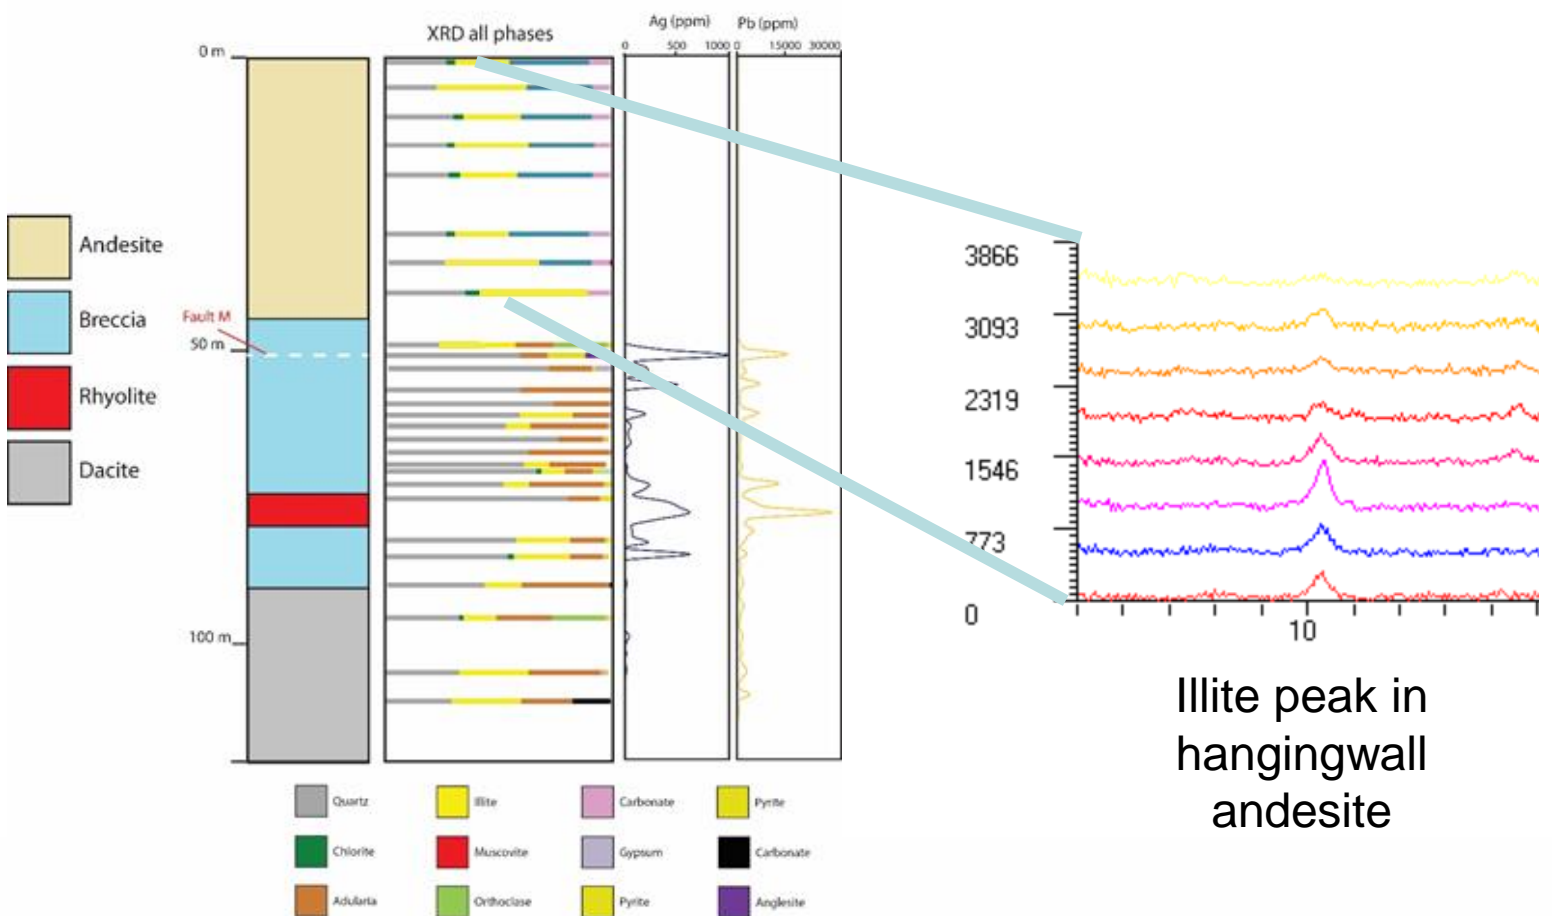 XRD all phases
Ag (ppm)
Pb (ppm)
0 500 1000
0 15000 30000
0 m
50 m
100 m
Fault M
Andesite
Breccia
Rhyolite
Dacite
3866
3093
2319
1546
773
0
10
Illite peak in
hangingwall
andesite
Quartz
Illite
Carbonate
Pyrite
Chlorite
Muscovite
Gypsum
Carbonate
Adularia
Orthoclase
Pyrite
Anglesite